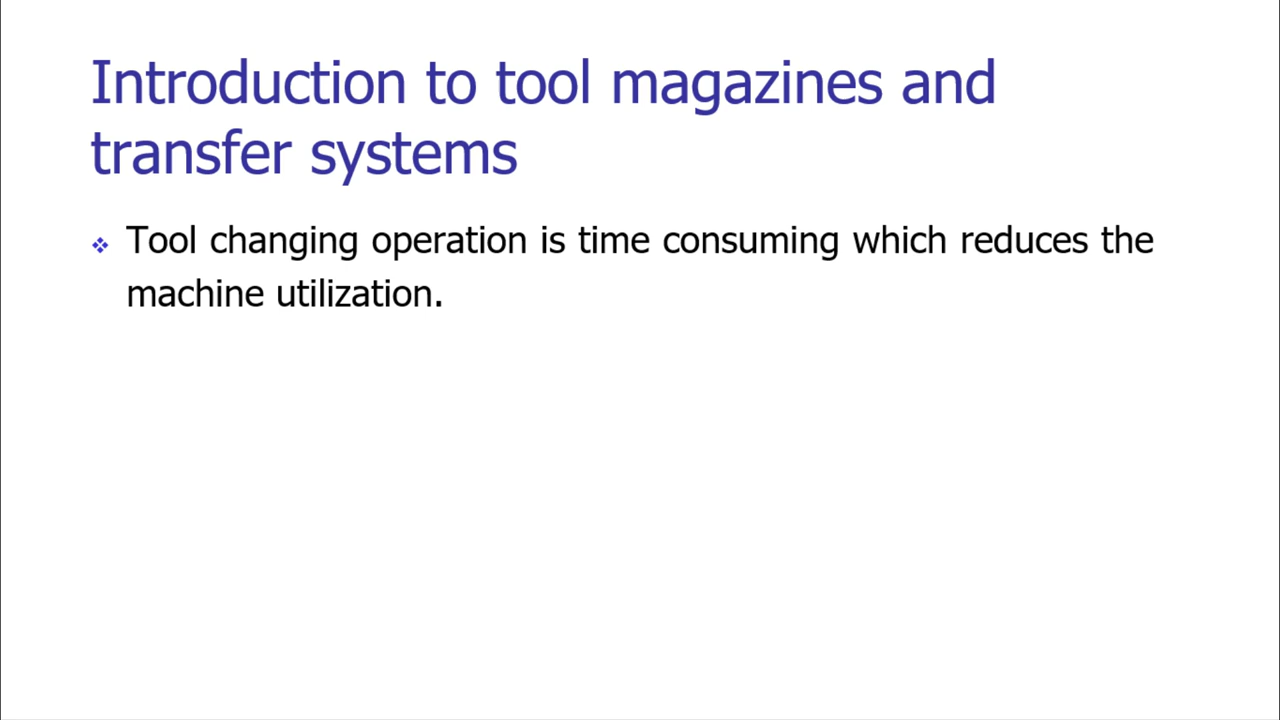 Introduction to tool magazines and
transfer systems
❖ Tool changing operation is time consuming which reduces the
machine utilization.